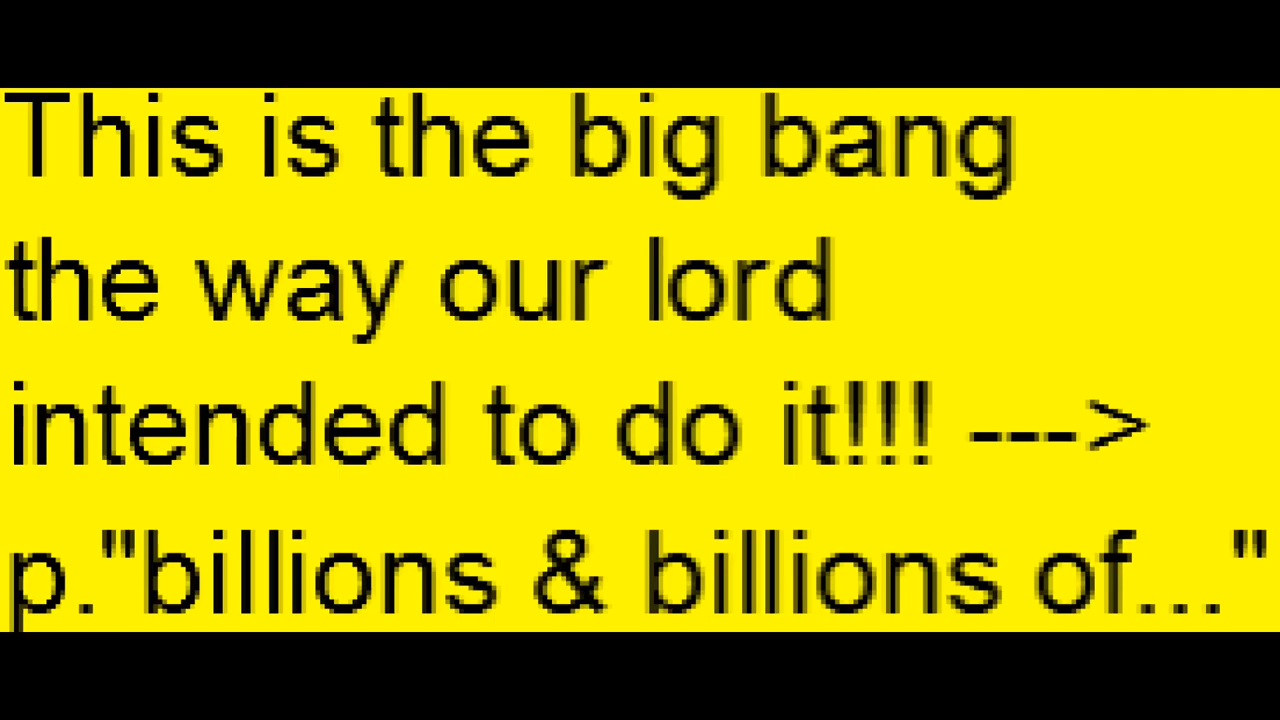 This is the big bang
the way our lord
intended to do it!!! --->
p."billions & billions of..."